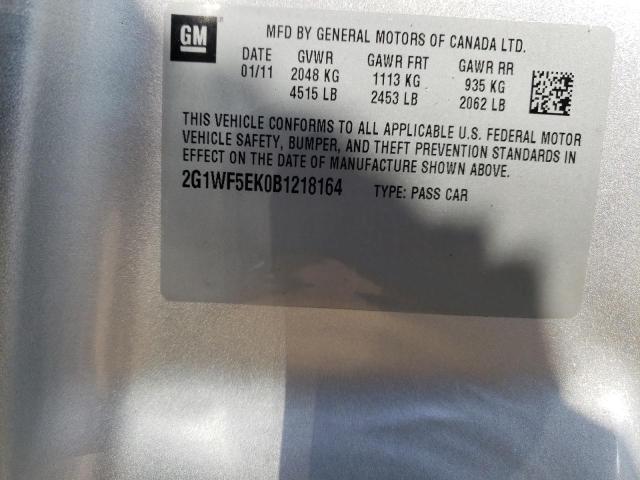 GM
MFD BY GENERAL MOTORS OF CANADA LTD.
DATE GVWR GAWR FRT GAWR RR
01/11 2048 KG 1113 KG 935 KG
4515 LB 2453 LB 2062 LB
THIS VEHICLE CONFORMS TO ALL APPLICABLE U.S. FEDERAL MOTOR
VEHICLE SAFETY, BUMPER, AND THEFT PREVENTION STANDARDS IN
EFFECT ON THE DATE OF MANUFACTURE SHOWN ABOVE.
2G1WF5EK0B1218164 TYPE: PASS CAR